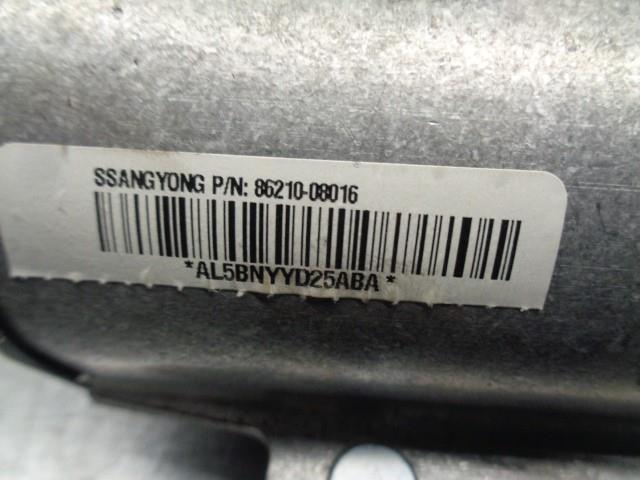 SSANGYONG P/N: 86210-08016
*AL5BNYYD25ABA*